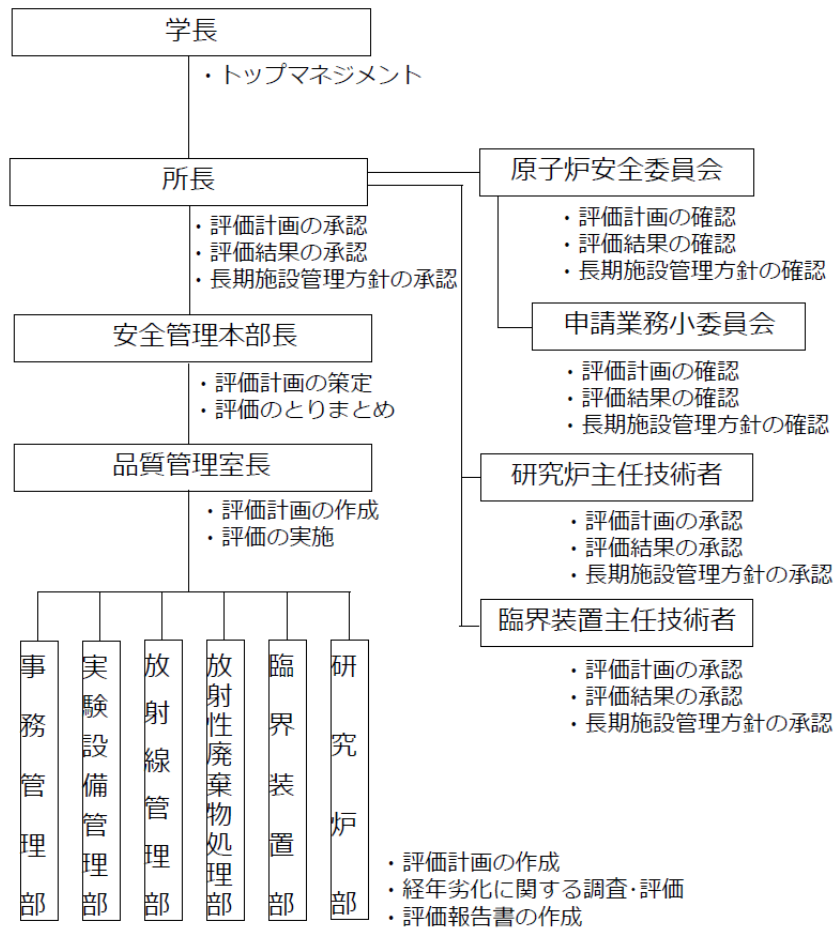 学長
・トップマネジメント
所長
・評価計画の承認
・評価結果の承認
・長期施設管理方針の承認
原子炉安全委員会
・評価計画の確認
・評価結果の確認
・長期施設管理方針の確認
申請業務小委員会
・評価計画の確認
・評価結果の確認
・長期施設管理方針の確認
安全管理本部長
・評価計画の策定
・評価のとりまとめ
品質管理室長
・評価計画の作成
・評価の実施
研究炉主任技術者
・評価計画の承認
・評価結果の承認
・長期施設管理方針の承認
臨界装置主任技術者
・評価計画の承認
・評価結果の承認
・長期施設管理方針の承認
事務管理部
実験設備管理部
放射線管理部
放射性廃棄物処理部
臨界装置部
研究炉部
・評価計画の作成
・経年劣化に関する調査･評価
・評価報告書の作成